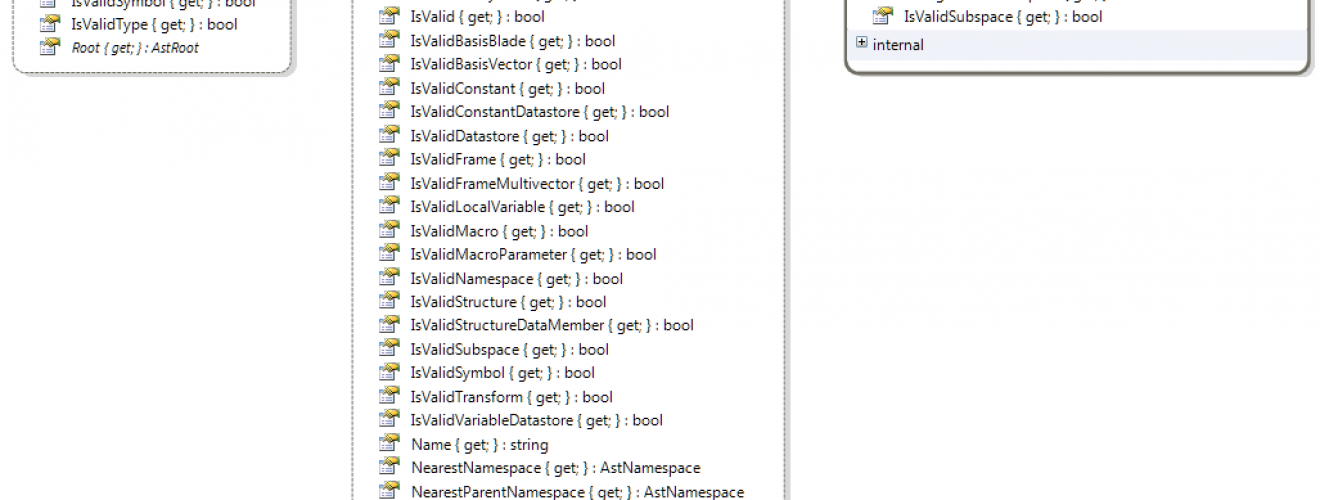 IsValidSymbol { get; } : bool
IsValidType { get; } : bool
Root { get; } : AstRoot
IsValid { get; } : bool
IsValidBasisBlade { get; } : bool
IsValidBasisVector { get; } : bool
IsValidConstant { get; } : bool
IsValidConstantDatastore { get; } : bool
IsValidDatastore { get; } : bool
IsValidFrame { get; } : bool
IsValidFrameMultivector { get; } : bool
IsValidLocalVariable { get; } : bool
IsValidMacro { get; } : bool
IsValidMacroParameter { get; } : bool
IsValidNamespace { get; } : bool
IsValidStructure { get; } : bool
IsValidStructureDataMember { get; } : bool
IsValidSubspace { get; } : bool
IsValidSymbol { get; } : bool
IsValidTransform { get; } : bool
IsValidVariableDatastore { get; } : bool
Name { get; } : string
NearestNamespace { get; } : AstNamespace
NearestParentNamespace { get; } : AstNamespace
IsValidSubspace { get; } : bool
internal